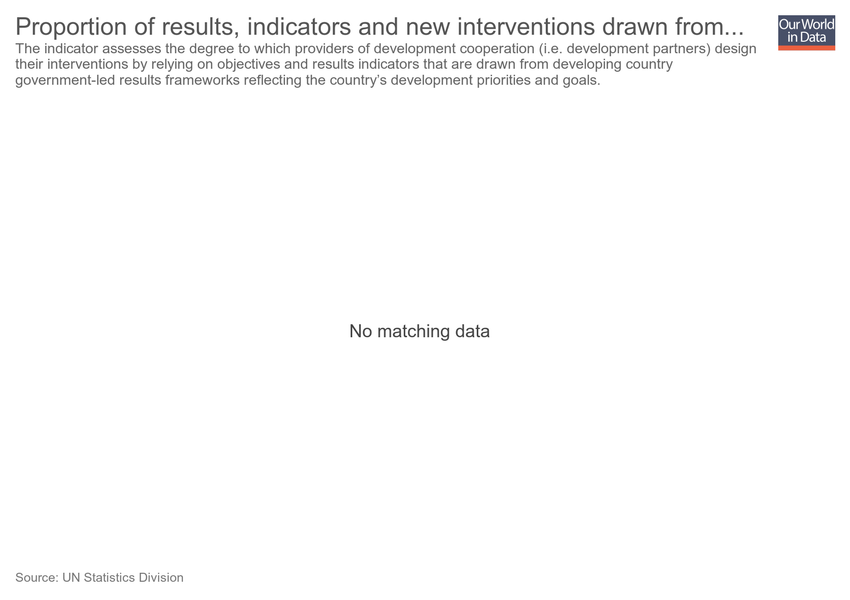 Proportion of results, indicators and new interventions drawn from...
Our World
in Data
The indicator assesses the degree to which providers of development cooperation (i.e. development partners) design
their interventions by relying on objectives and results indicators that are drawn from developing country
government-led results frameworks reflecting the country’s development priorities and goals.
No matching data
Source: UN Statistics Division